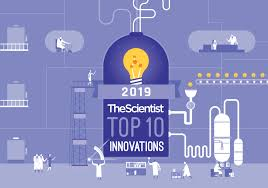 2019
TheScientist
TOP 10
INNOVATIONS